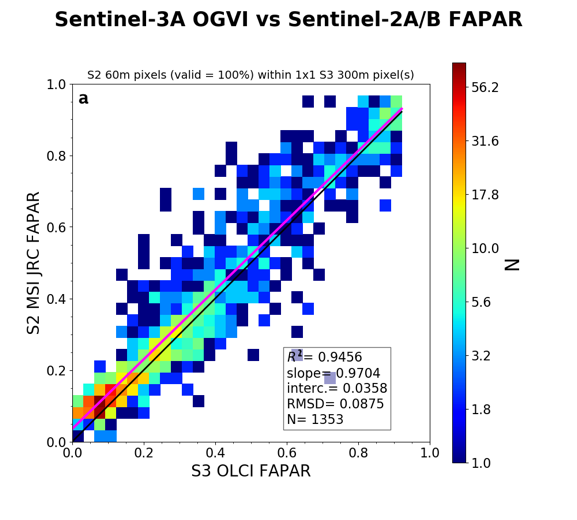 Sentinel-3A OGVI vs Sentinel-2A/B FAPAR
S2 60m pixels (valid = 100%) within 1x1 S3 300m pixel(s)
a
1.0
0.8
0.6
0.4
0.2
0.0
S2 MSI JRC FAPAR
0.0 0.2 0.4 0.6 0.8 1.0
S3 OLCI FAPAR
R²= 0.9456
slope= 0.9704
interc.= 0.0358
RMSD= 0.0875
N= 1353
56.2
31.6
17.8
10.0
5.6
3.2
1.8
1.0
N